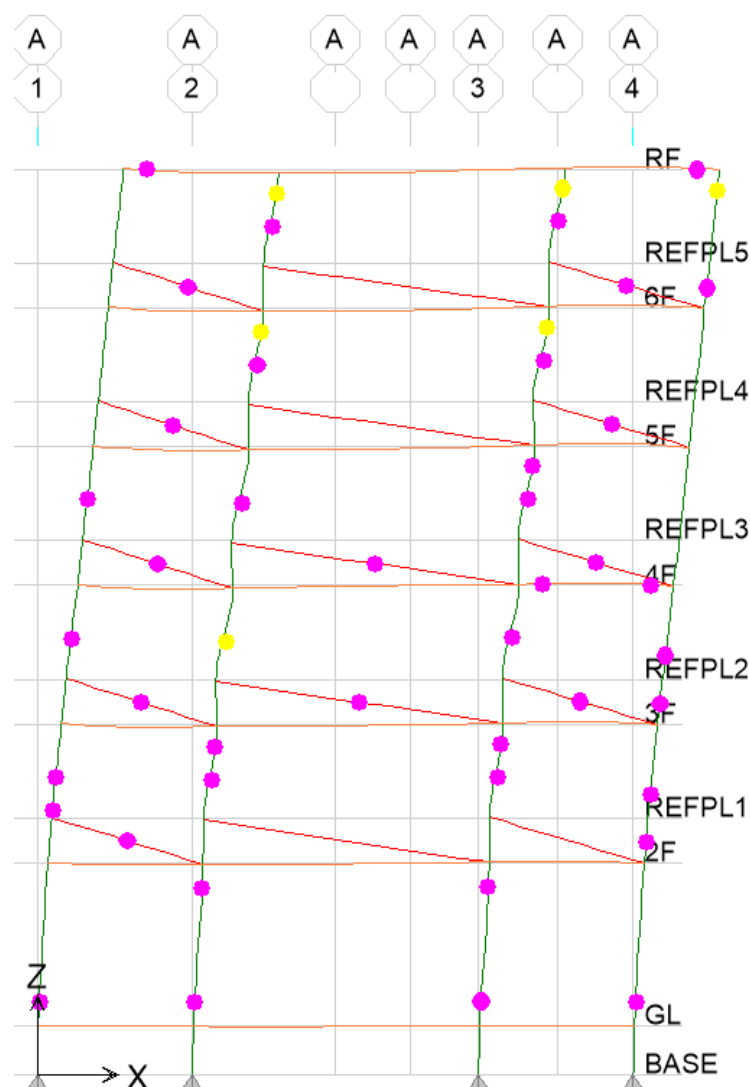 A A A A A A A
1 2 3 4
RF
REFPL5
6F
REFPL4
5F
REFPL3
4F
REFPL2
3F
REFPL1
2F
Z
GL
BASE
X